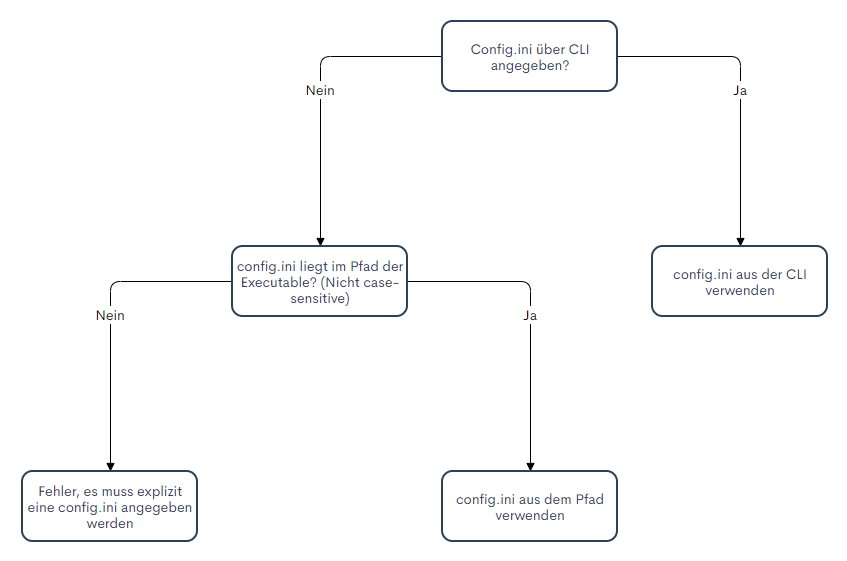 Config.ini über CLI
angegeben?
Nein
Ja
config.ini liegt im Pfad der
Executable? (Nicht case-
sensitive)
config.ini aus der CLI
verwenden
Nein
Ja
Fehler, es muss explizit
eine config.ini angegeben
werden
config.ini aus dem Pfad
verwenden